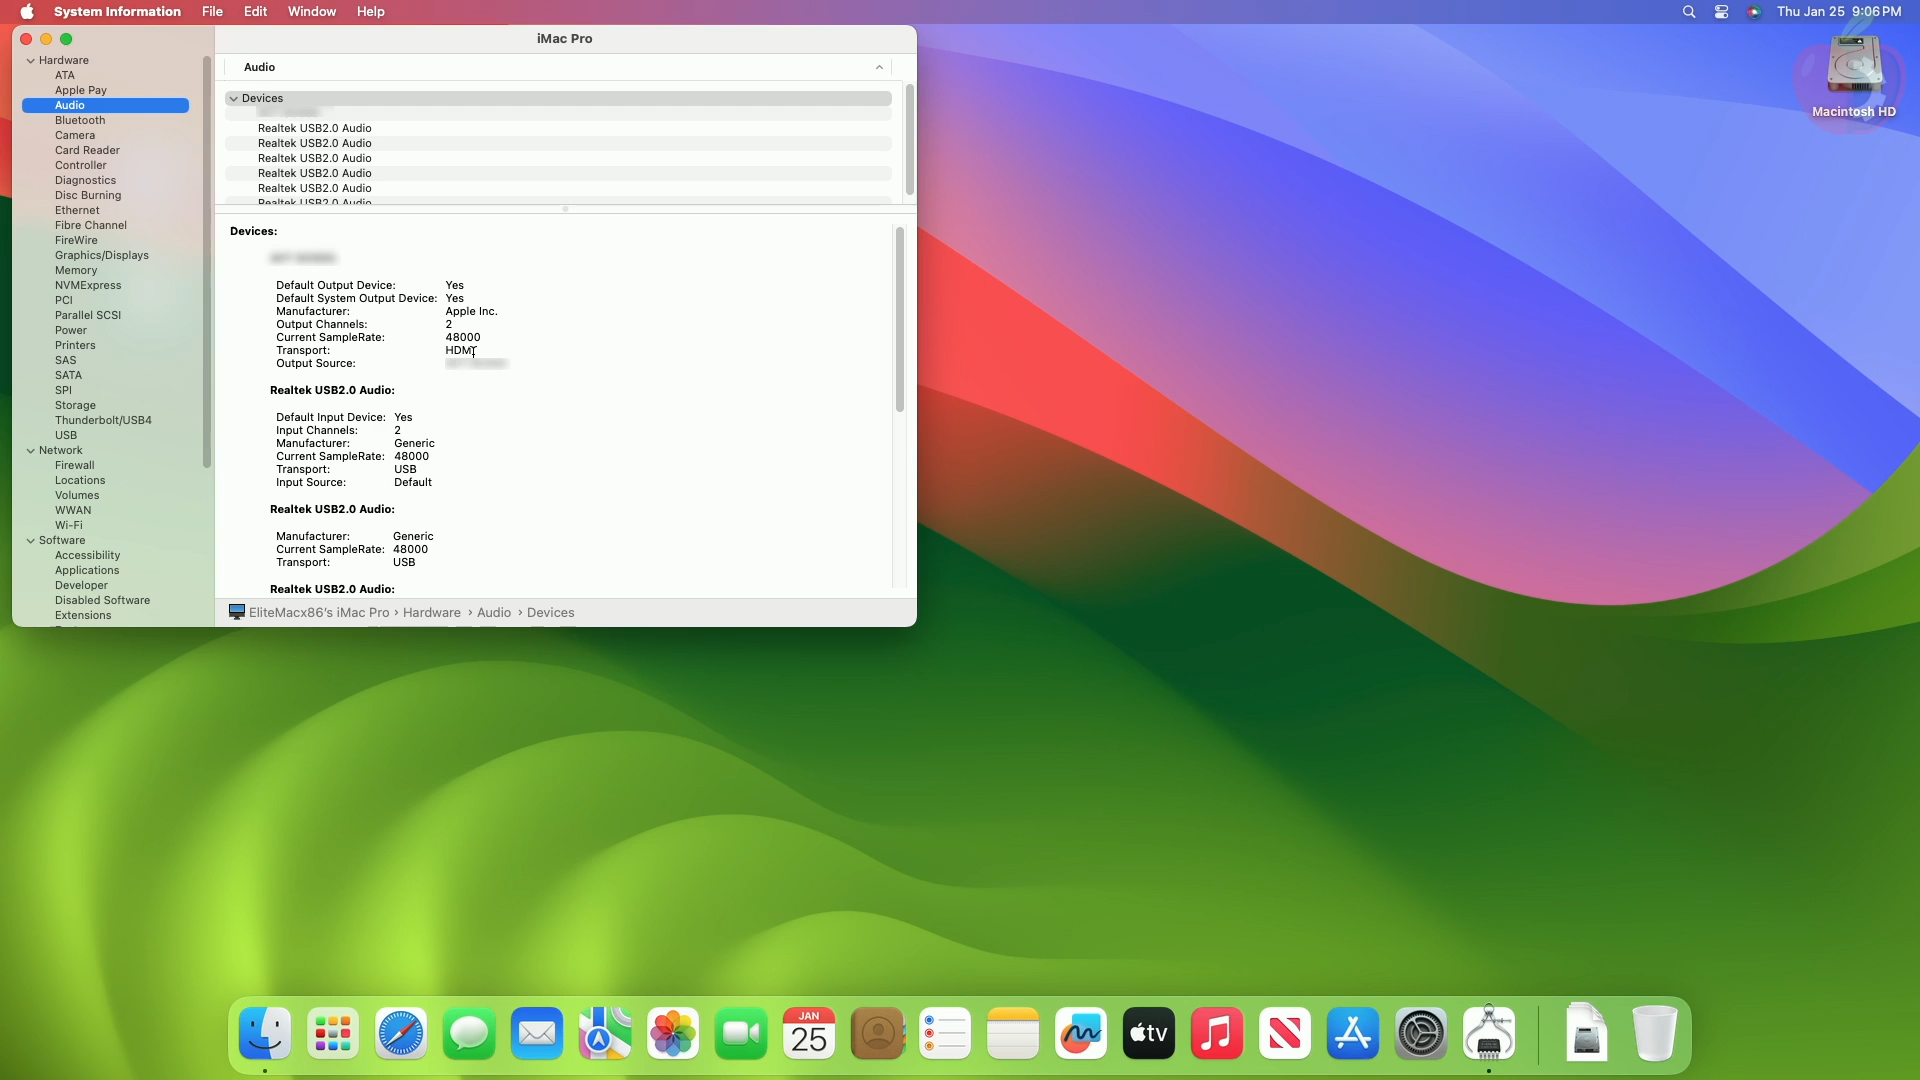 System Information File Edit Window Help
Thu Jan 25 9:06 PM
iMac Pro
Hardware
ATA
Apple Pay
Audio
Bluetooth
Camera
Card Reader
Controller
Diagnostics
Disc Burning
Ethernet
Fibre Channel
FireWire
Graphics/Displays
Memory
NVMExpress
PCI
Parallel SCSI
Power
Printers
SAS
SATA
SPI
Storage
Thunderbolt/USB4
USB
Network
Firewall
Locations
Volumes
WWAN
Wi-Fi
Software
Accessibility
Applications
Developer
Disabled Software
Extensions
Audio
Devices
Realtek USB2.0 Audio
Realtek USB2.0 Audio
Realtek USB2.0 Audio
Realtek USB2.0 Audio
Realtek USB2.0 Audio
Realtek USB2.0 Audio
Devices:
Default Output Device: Yes
Default System Output Device: Yes
Manufacturer: Apple Inc.
Output Channels: 2
Current SampleRate: 48000
Transport: HDMI
Output Source:
Realtek USB2.0 Audio:
Default Input Device: Yes
Input Channels: 2
Manufacturer: Generic
Current SampleRate: 48000
Transport: USB
Input Source: Default
Realtek USB2.0 Audio:
Manufacturer: Generic
Current SampleRate: 48000
Transport: USB
Realtek USB2.0 Audio:
EliteMacx86's iMac Pro › Hardware › Audio › Devices
Macintosh HD
JAN
25
tv